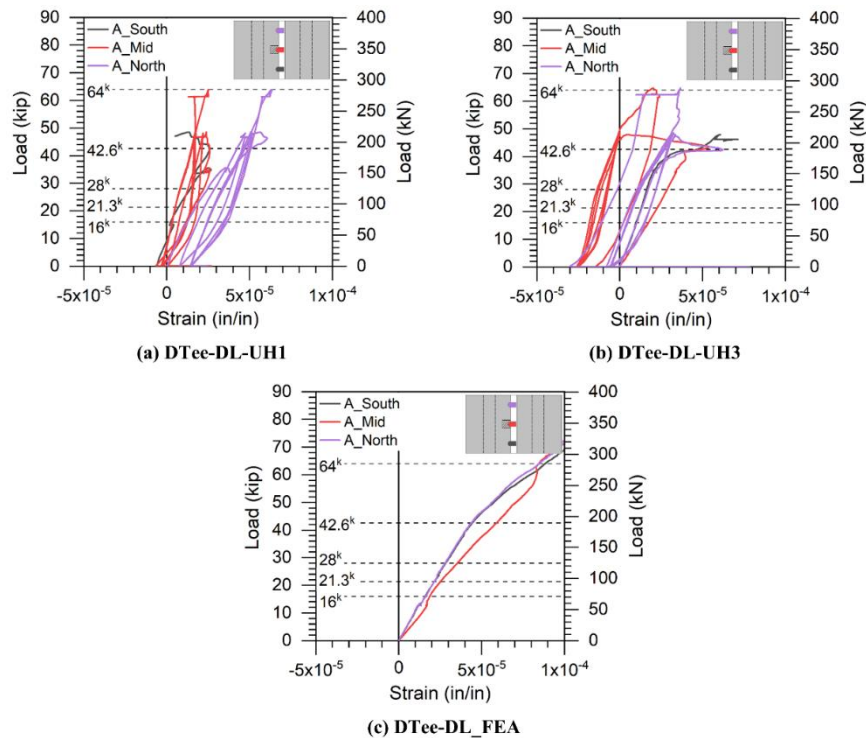 A_South
A_Mid
A_North
Load (kip)
90
80
70
60
50
40
30
20
10
0
64k
42.6k
28k
21.3k
16k
400
350
300
250
200
150
100
50
0
Load (kN)
-5x10-5
0
5x10-5
1x10-4
Strain (in/in)
(a) DTee-DL-UH1
A_South
A_Mid
A_North
Load (kip)
90
80
70
60
50
40
30
20
10
0
64k
42.6k
28k
21.3k
16k
400
350
300
250
200
150
100
50
0
Load (kN)
-5x10-5
0
5x10-5
1x10-4
Strain (in/in)
(b) DTee-DL-UH3
A_South
A_Mid
A_North
Load (kip)
90
80
70
60
50
40
30
20
10
0
64k
42.6k
28k
21.3k
16k
400
350
300
250
200
150
100
50
0
Load (kN)
-5x10-5
0
5x10-5
1x10-4
Strain (in/in)
(c) DTee-DL_FEA